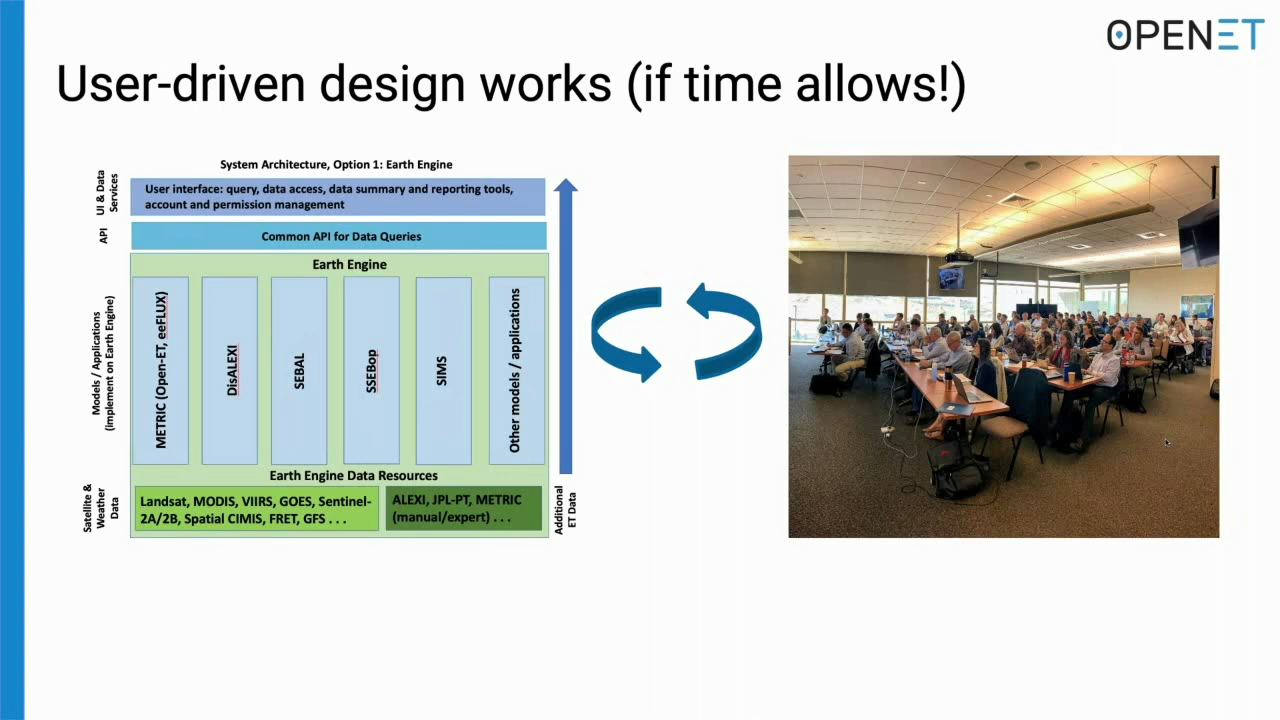 OPENET
User-driven design works (if time allows!)
System Architecture, Option 1: Earth Engine
UI & Data
Services
User interface: query, data access, data summary and reporting tools,
account and permission management
API
Common API for Data Queries
Models / Applications
(implement on Earth Engine)
Earth Engine
METRIC (Open-ET, eeFLUX)
DisALEXI
SEBAL
SSEBop
SIMS
Other models / applications
Earth Engine Data Resources
Satellite &
Weather
Data
Landsat, MODIS, VIIRS, GOES, Sentinel-
2A/2B, Spatial CIMIS, FRET, GFS . . .
ALEXI, JPL-PT, METRIC
(manual/expert) . . .
Additional
ET Data